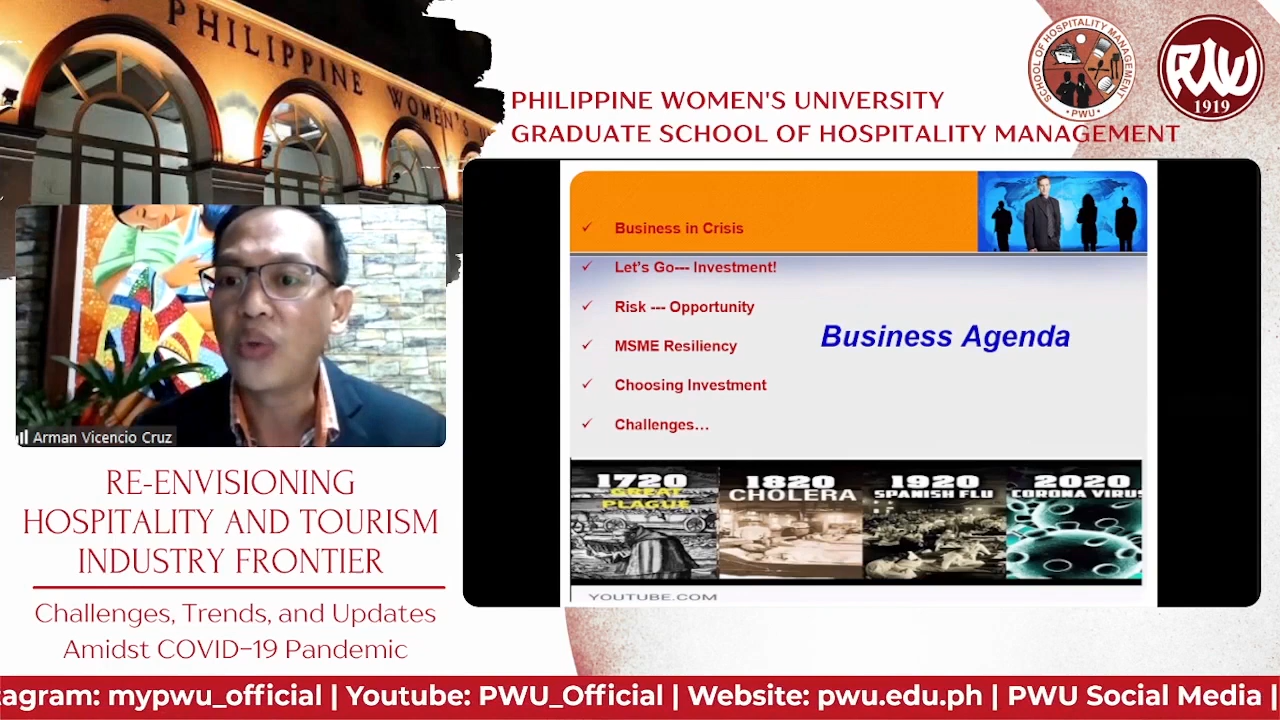 PHILIPPINE WOMEN'S U
SCHOOL OF HOSPITALITY MANAGEMENT
PWU
PWU
1919
PHILIPPINE WOMEN'S UNIVERSITY
GRADUATE SCHOOL OF HOSPITALITY MANAGEMENT
Arman Vicencio Cruz
RE-ENVISIONING
HOSPITALITY AND TOURISM
INDUSTRY FRONTIER
Challenges, Trends, and Updates
Amidst COVID-19 Pandemic
Business in Crisis
Let's Go--- Investment!
Risk --- Opportunity
MSME Resiliency
Choosing Investment
Challenges...
Business Agenda
1720
GREAT
PLAGUE
1820
CHOLERA
1920
SPANISH FLU
2020
CORONA VIRUS
YOUTUBE.COM
tagram: mypwu_official | Youtube: PWU_Official | Website: pwu.edu.ph | PWU Social Media |